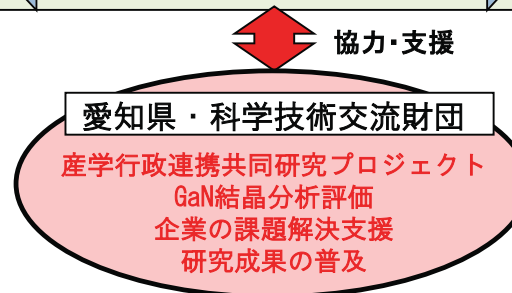 協力・支援
愛知県・科学技術交流財団
産学行政連携共同研究プロジェクト
GaN結晶分析評価
企業の課題解決支援
研究成果の普及